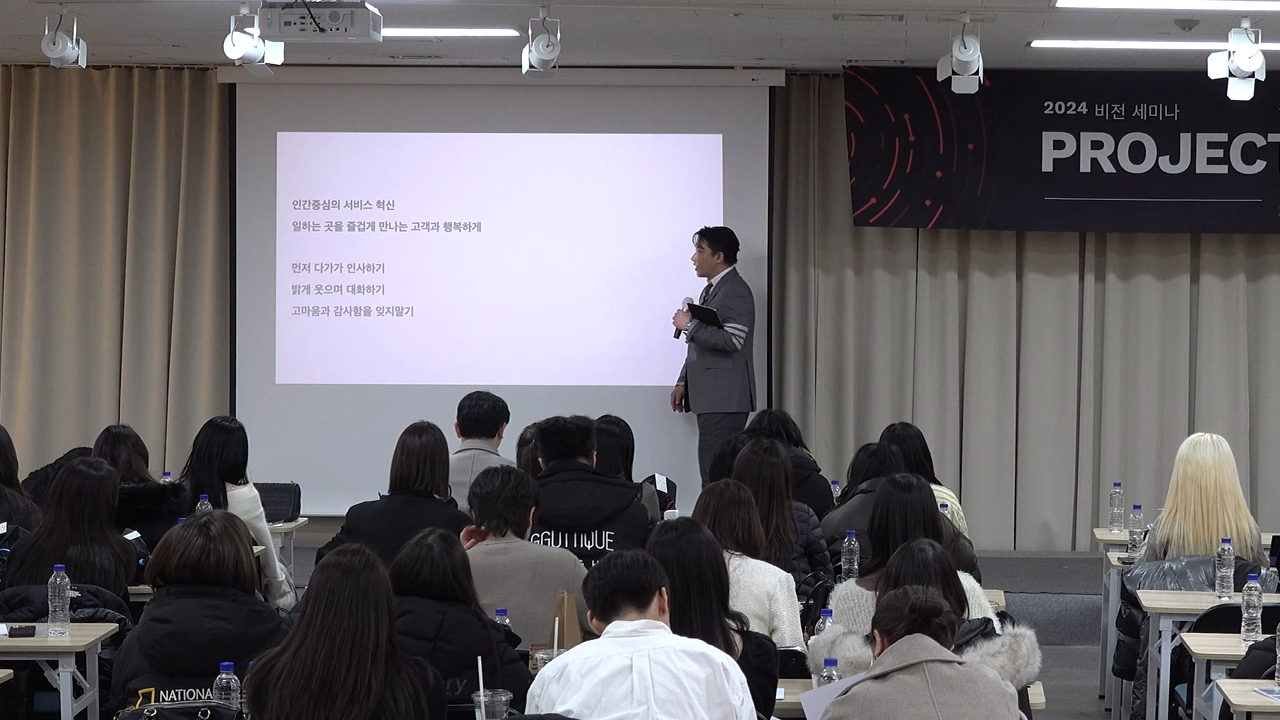 2024 비전 세미나
PROJECT
인간중심의 서비스 혁신
일하는 곳을 즐겁게 만나는 고객과 행복하게
먼저 다가가 인사하기
밝게 웃으며 대화하기
고마움과 감사함을 잊지말기
NATIONA